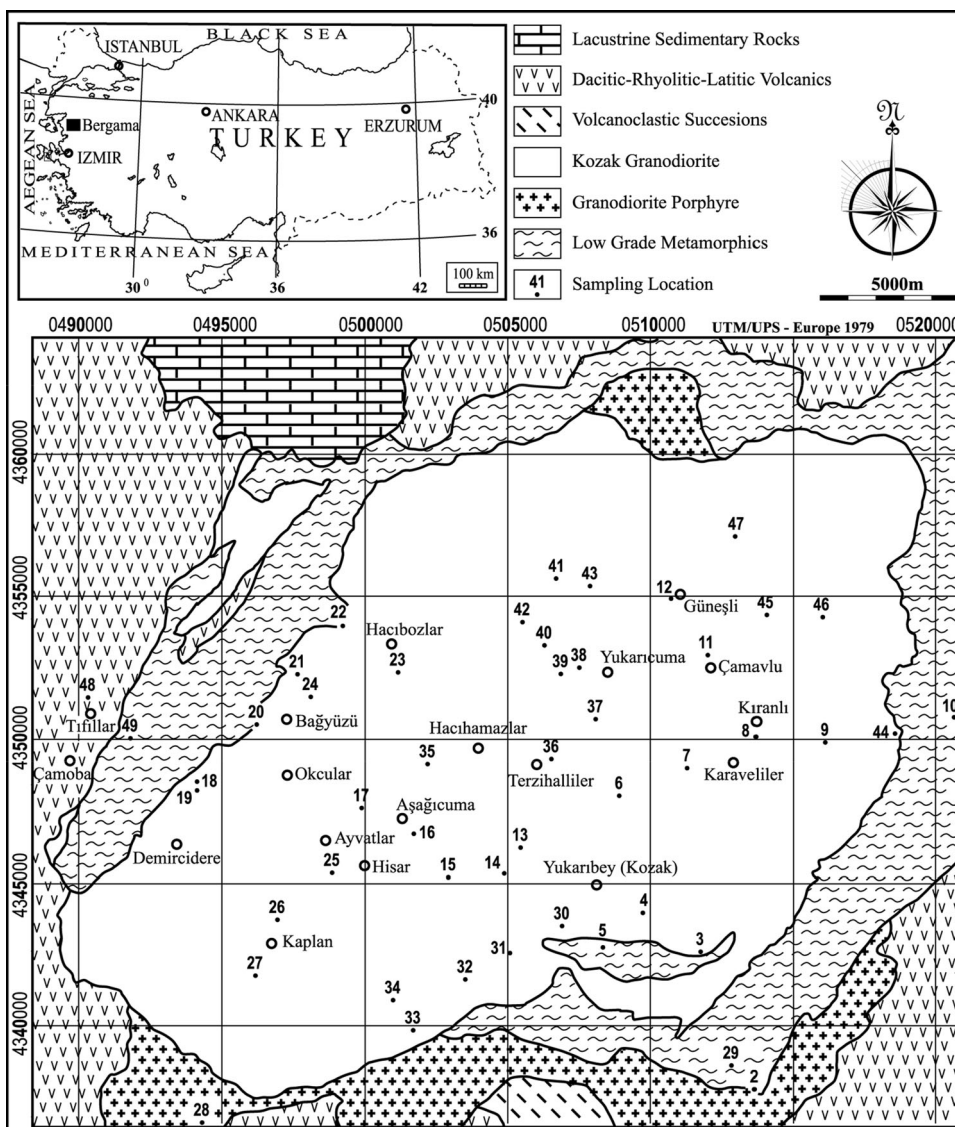 BLACK SEA
ISTANBUL
40
ANKARA
ERZURUM
Bergama
TURKEY
IZMIR
AEGEAN SEA
36
MEDITERRANEAN SEA
100 km
30⁰
36
42
Lacustrine Sedimentary Rocks
Dacitic-Rhyolitic-Latitic Volcanics
Volcanoclastic Succesions
Kozak Granodiorite
Granodiorite Porphyre
Low Grade Metamorphics
41 Sampling Location
N
5000m
UTM/UPS - Europe 1979
0490000 0495000 0500000 0505000 0510000 0520000
4360000
47
41 43
12
4355000
Güneşli
45 46
22
42
Hacıbozlar
40
11
23
39 38 Yukarıcuma
Çamavlu
21
24
48
Tıfıllar
20
Bağyüzü
37
Kıranlı
10
49
Hacıhamazlar
8
9
44
4350000
35
36
Çamoba
Terzihalliler
7
Karaveliler
18
Okcular
19
6
17
Aşağıcuma
16
13
Demircidere
Ayvatlar
25
Hisar
15
14
Yukarıbey (Kozak)
4345000
26
4
30
Kaplan
5
3
31
27
32
34
33
4340000
29
2
28